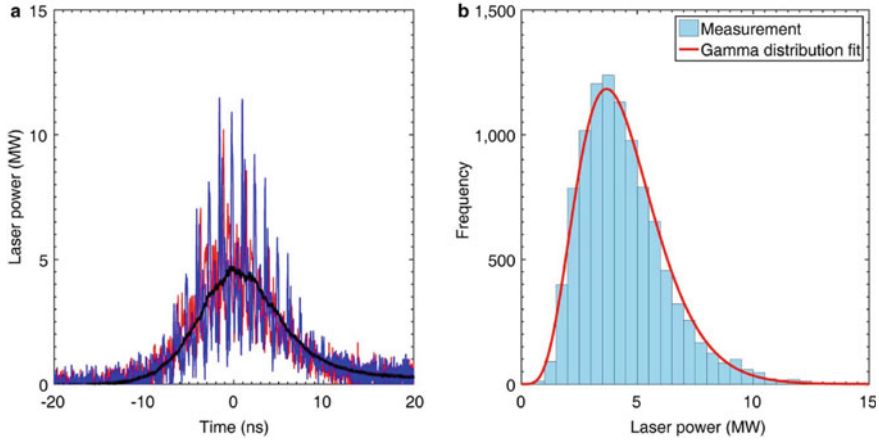 a
15
10
5
0
Laser power (MW)
-20
-10
0
10
20
Time (ns)
b
1,500
1,000
500
0
Frequency
Measurement
Gamma distribution fit
0
5
10
15
Laser power (MW)